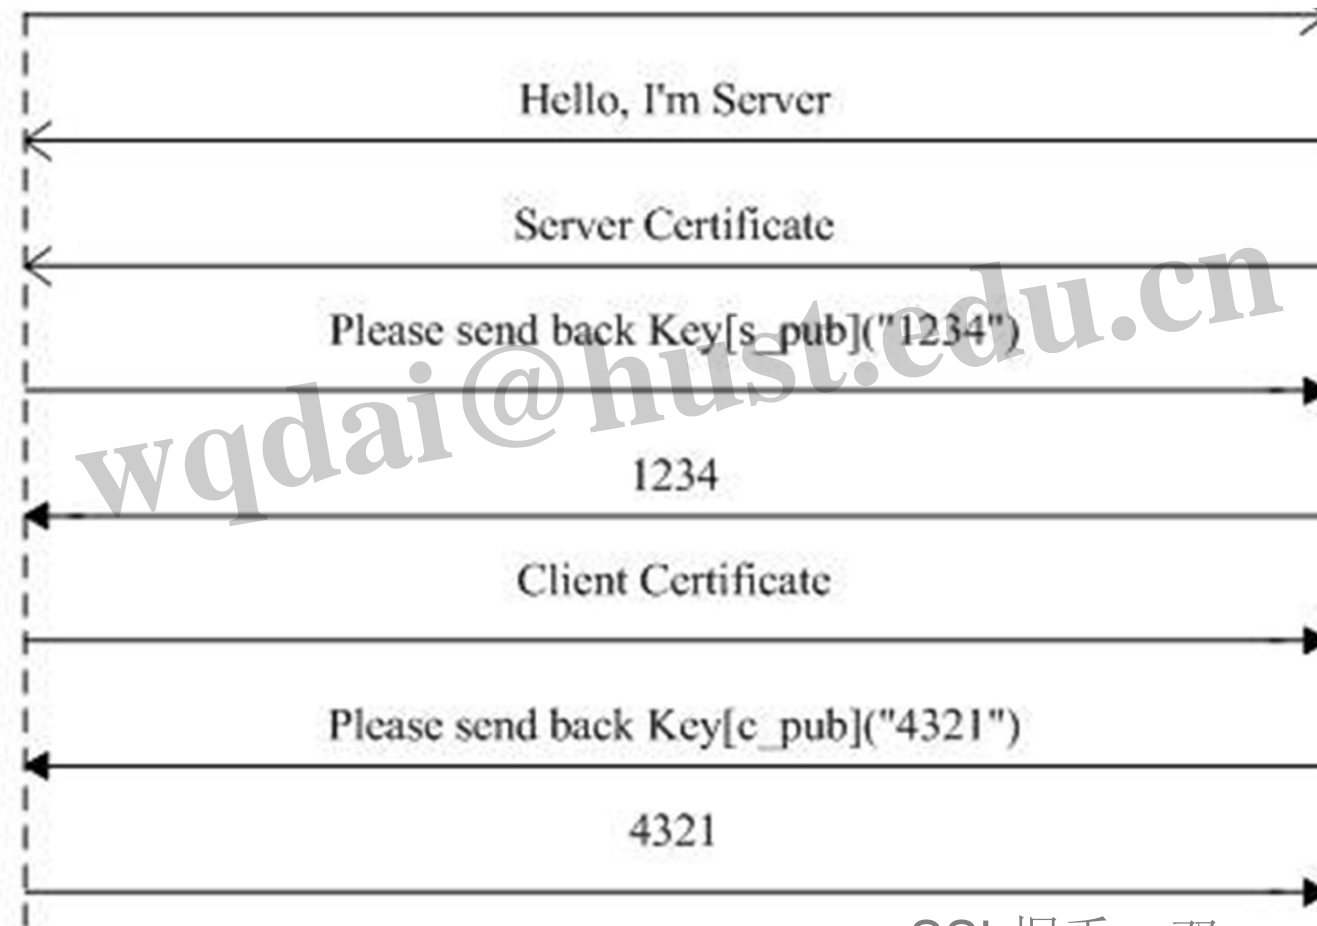 Hello, I'm Server
Server Certificate
Please send back Key[s_pub]("1234")
wqdai@hust.edu.cn
1234
Client Certificate
Please send back Key[c_pub]("4321")
4321